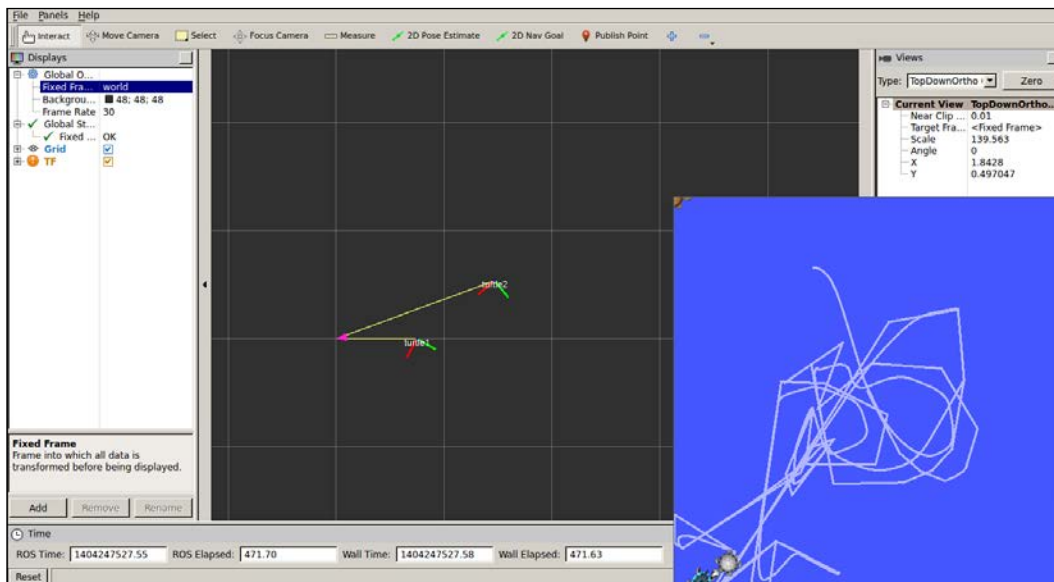 File Panels Help
Interact Move Camera Select Focus Camera Measure 2D Pose Estimate 2D Nav Goal Publish Point
Displays
Global O...
Fixed Fra... world
Backgrou... 48; 48; 48
Frame Rate 30
Global St...
Fixed ... OK
Grid
TF
Fixed Frame
Frame into which all data is
transformed before being displayed.
Add Remove Rename
turtle2
turtle1
Views
Type: TopDownOrtho Zero
Current View TopDownOrtho...
Near Clip ... 0.01
Target Fra... <Fixed Frame>
Scale 139.563
Angle 0
X 1.8428
Y 0.497047
Time
ROS Time: 1404247527.55 ROS Elapsed: 471.70 Wall Time: 1404247527.58 Wall Elapsed: 471.63
Reset